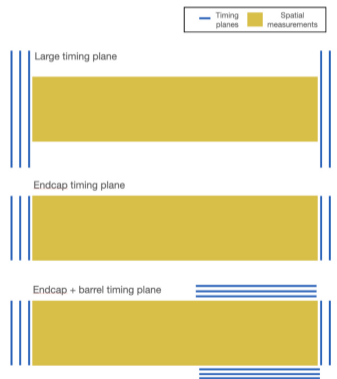 Timing
planes
Spatial
measurements
Large timing plane
Endcap timing plane
Endcap + barrel timing plane